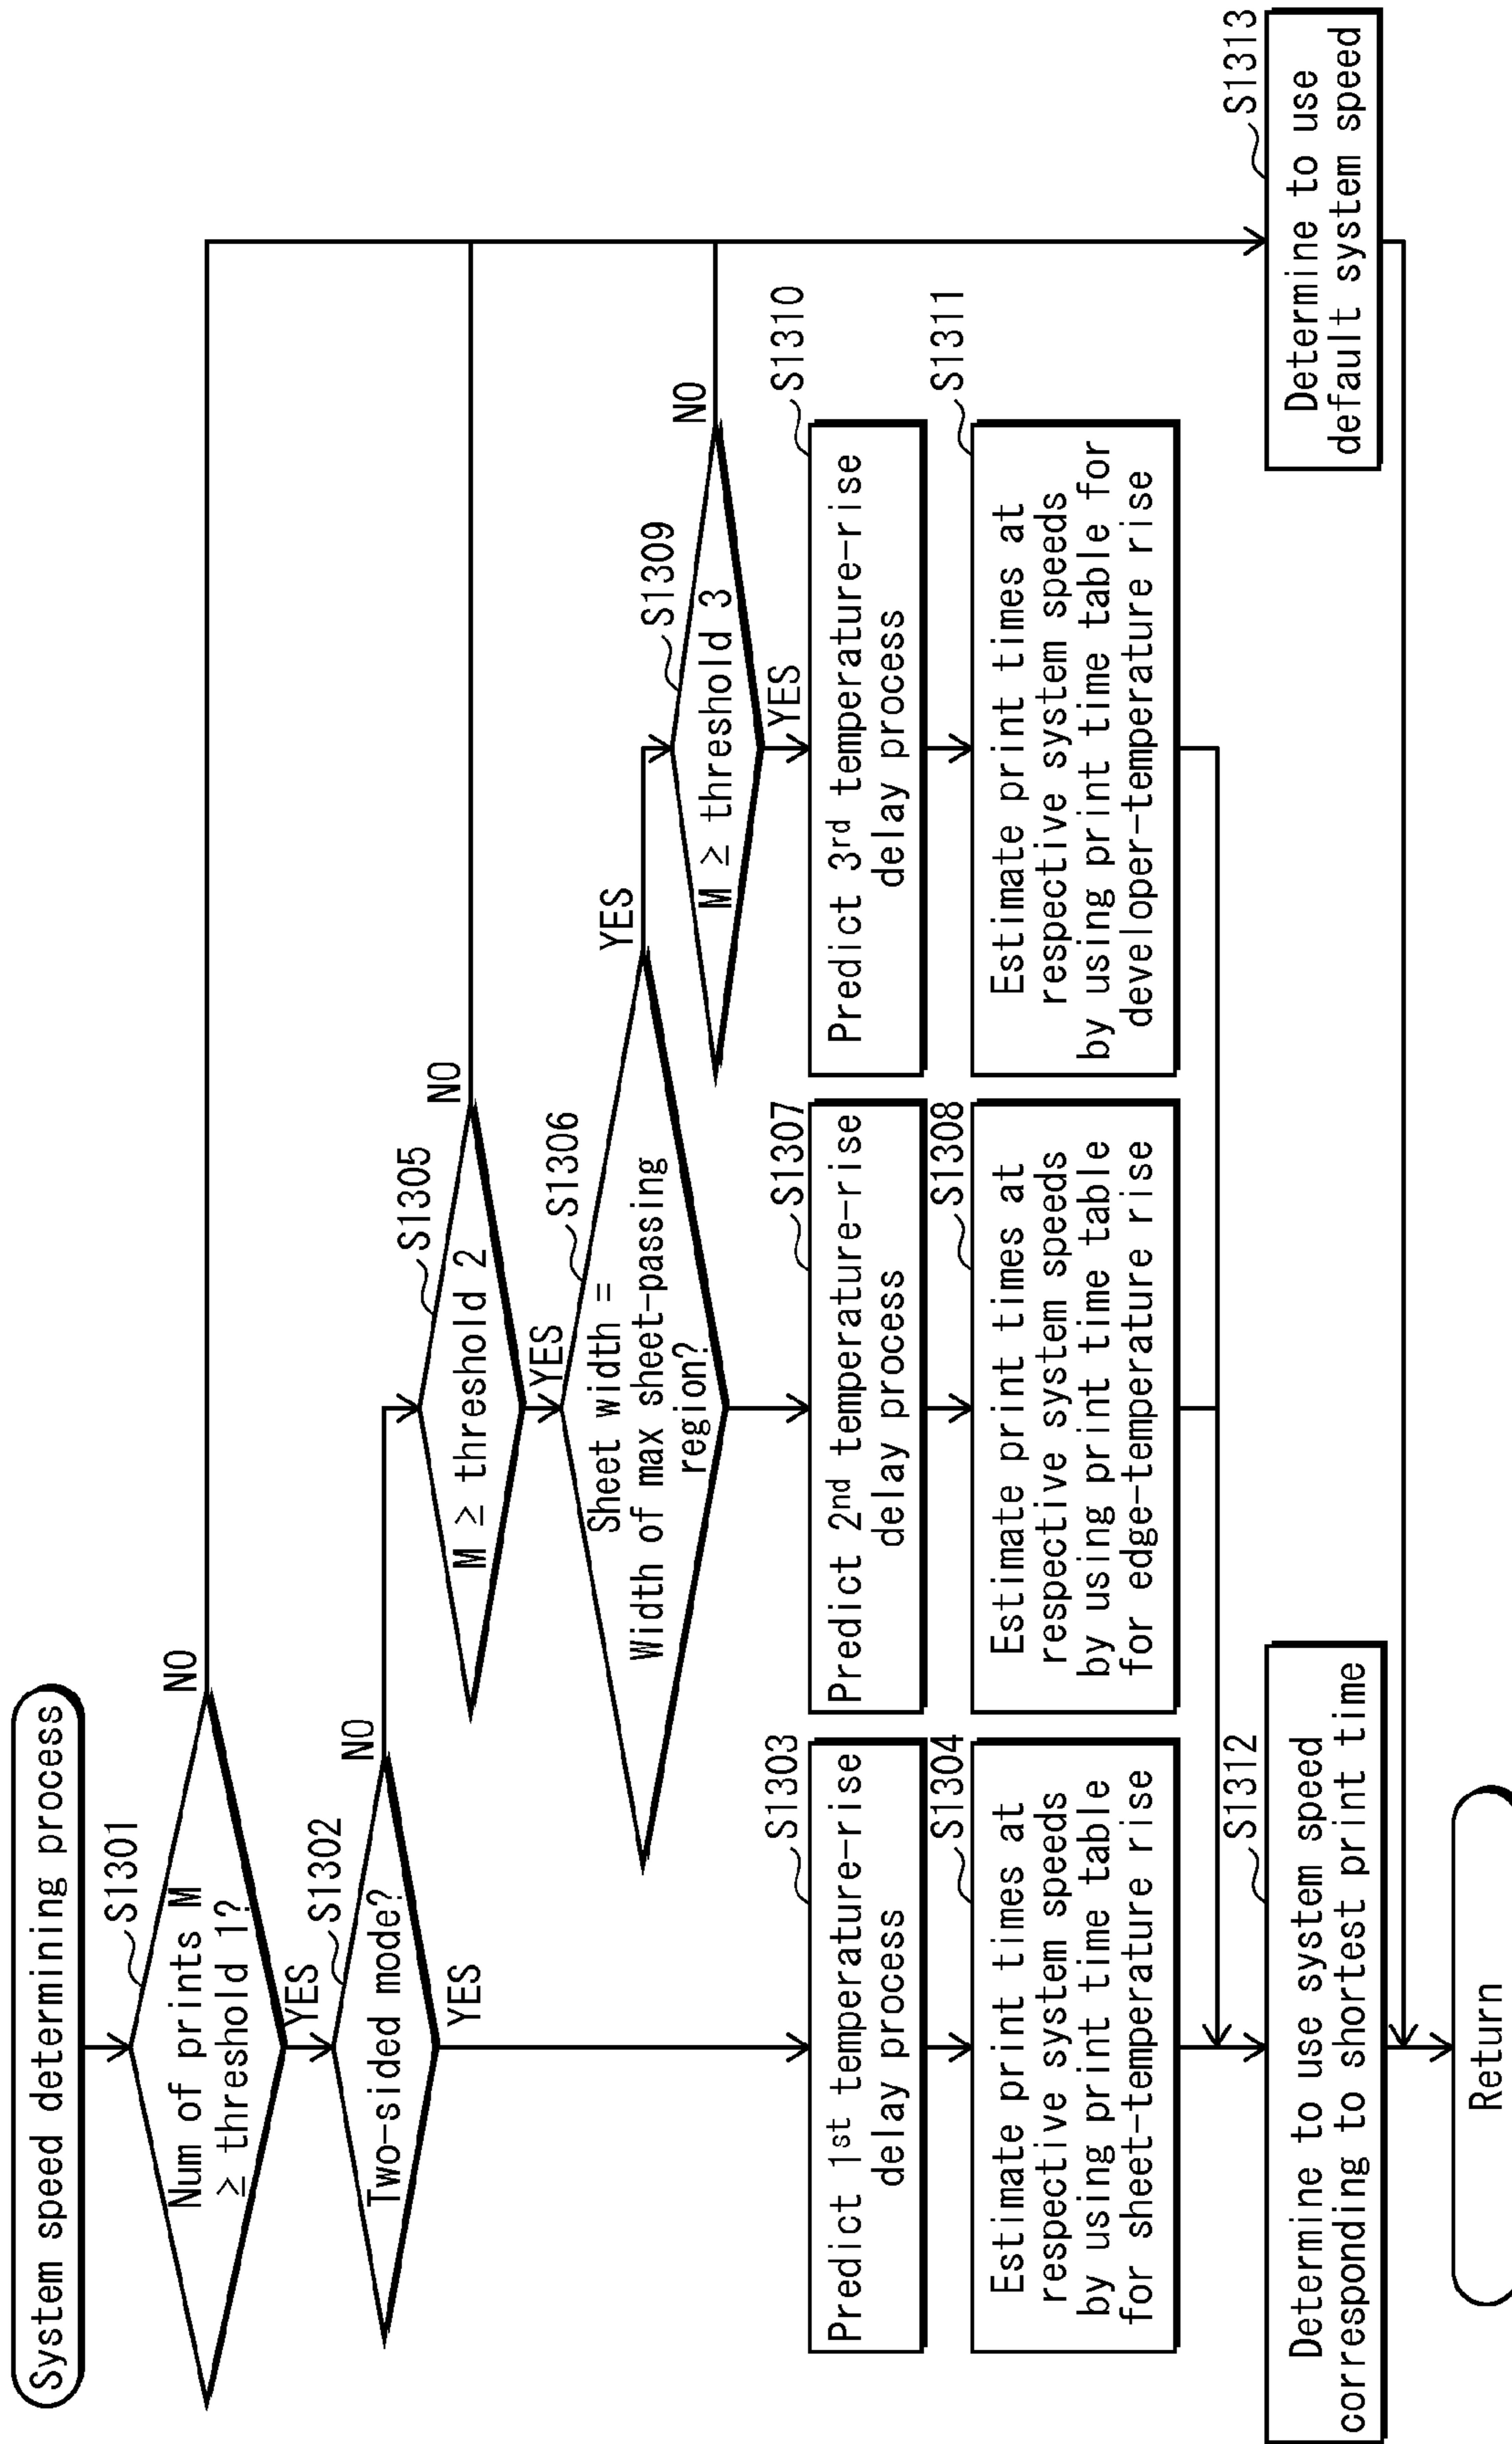 System speed determining process
S1301
Num of prints M
≥ threshold 1?
NO
YES
S1302
Two-sided mode?
NO
YES
S1305
M ≥ threshold 2
NO
YES
S1306
Sheet width =
Width of max sheet-passing
region?
YES
S1309
M ≥ threshold 3
NO
YES
S1303
Predict 1st temperature-rise
delay process
S1307
Predict 2nd temperature-rise
delay process
S1310
Predict 3rd temperature-rise
delay process
S1304
Estimate print times at
respective system speeds
by using print time table
for sheet-temperature rise
S1308
Estimate print times at
respective system speeds
by using print time table
for edge-temperature rise
S1311
Estimate print times at
respective system speeds
by using print time table for
developer-temperature rise
S1312
Determine to use system speed
corresponding to shortest print time
S1313
Determine to use
default system speed
Return